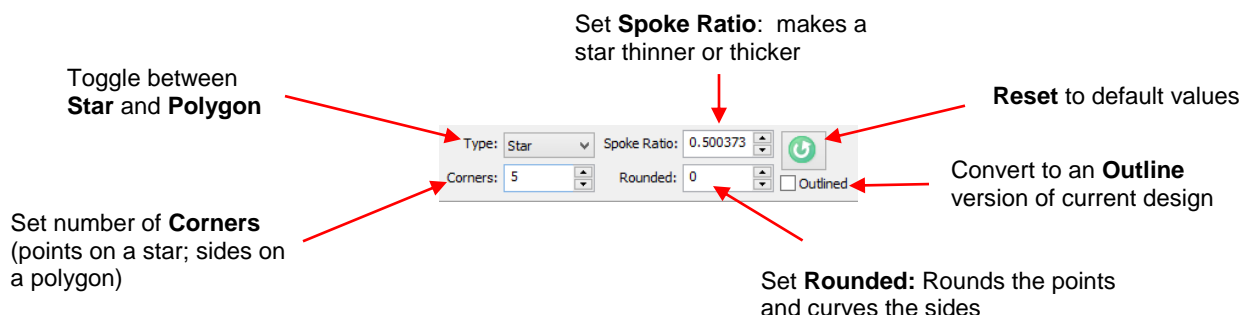 Set Spoke Ratio: makes a
star thinner or thicker
Toggle between
Star and Polygon
Reset to default values
Type: Star Spoke Ratio: 0.500373
Corners: 5 Rounded: 0 Outlined
Convert to an Outline
version of current design
Set number of Corners
(points on a star; sides on
a polygon)
Set Rounded: Rounds the points
and curves the sides